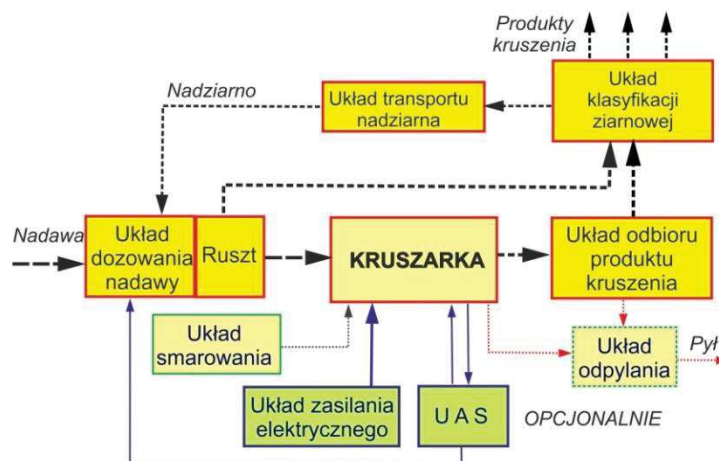 Produkty
kruszenia
Układ
klasyfikacji
ziarnowej
Nadziarno
Układ transportu
nadziarna
Nadawa
Układ
dozowania
nadawy
Ruszt
KRUSZARKA
Układ odbioru
produktu
kruszenia
Układ
smarowania
Układ
odpylania
Pył
Układ zasilania
elektrycznego
U A S
OPCJONALNIE